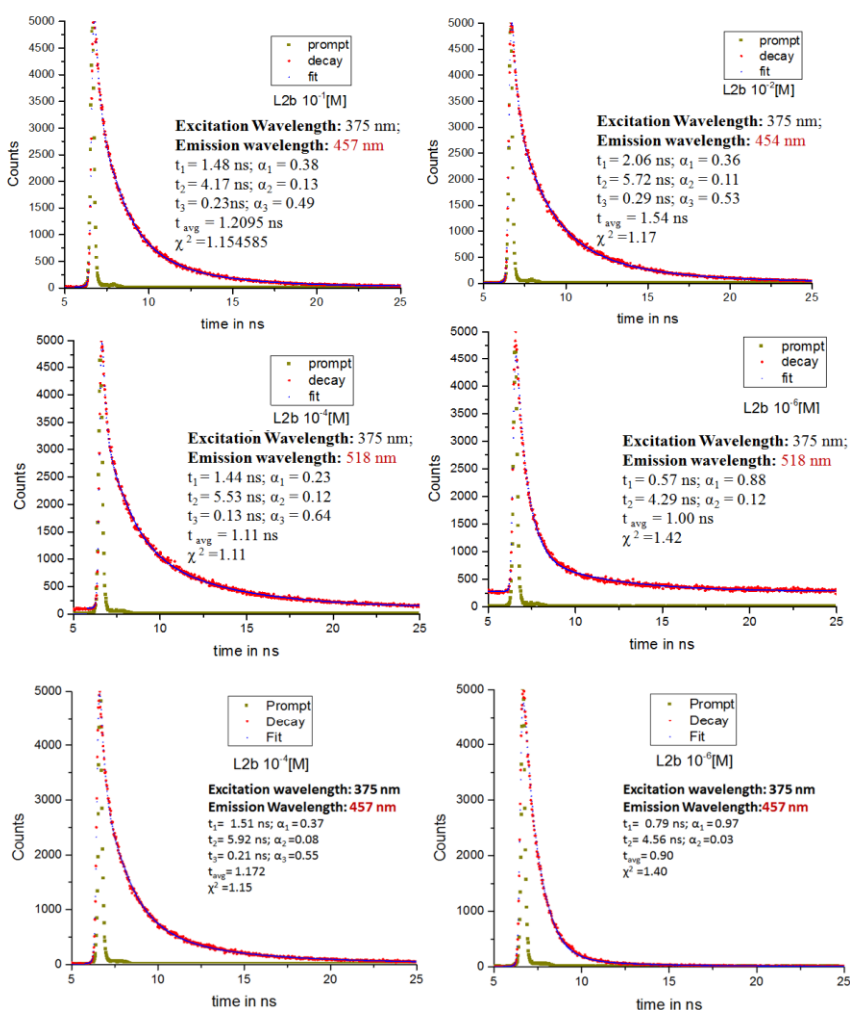 5000
4500
4000
3500
3000
2500
2000
1500
1000
500
0
Counts
prompt
decay
fit
L2b 10⁻¹[M]
Excitation Wavelength: 375 nm;
Emission wavelength: 457 nm
t₁ = 1.48 ns; α₁ = 0.38
t₂ = 4.17 ns; α₂ = 0.13
t₃ = 0.23ns; α₃ = 0.49
t avg = 1.2095 ns
χ² =1.154585
5 10 15 20 25
time in ns
5000
4500
4000
3500
3000
2500
2000
1500
1000
500
0
Counts
prompt
decay
fit
L2b 10⁻²[M]
Excitation Wavelength: 375 nm;
Emission wavelength: 454 nm
t₁ = 2.06 ns; α₁ = 0.36
t₂ = 5.72 ns; α₂ = 0.11
t₃ = 0.29 ns; α₃ = 0.53
t avg = 1.54 ns
χ² =1.17
5 10 15 20 25
time in ns
5000
4500
4000
3500
3000
2500
2000
1500
1000
500
0
Counts
prompt
decay
fit
L2b 10⁻⁴[M]
Excitation Wavelength: 375 nm;
Emission wavelength: 518 nm
t₁ = 1.44 ns; α₁ = 0.23
t₂ = 5.53 ns; α₂ = 0.12
t₃ = 0.13 ns; α₃ = 0.64
t avg = 1.11 ns
χ² =1.11
5 10 15 20 25
time in ns
5000
4500
4000
3500
3000
2500
2000
1500
1000
500
0
Counts
prompt
decay
fit
L2b 10⁻⁶[M]
Excitation Wavelength: 375 nm;
Emission wavelength: 518 nm
t₁ = 0.57 ns; α₁ = 0.88
t₂ = 4.29 ns; α₂ = 0.12
t avg = 1.00 ns
χ² =1.42
5 10 15 20 25
time in ns
5000
4000
3000
2000
1000
0
Counts
Prompt
Decay
Fit
L2b 10⁻⁴[M]
Excitation wavelength: 375 nm
Emission Wavelength: 457 nm
t₁= 1.51 ns; α₁ = 0.37
t₂= 5.92 ns; α₂ = 0.08
t₃= 0.21 ns; α₃ = 0.55
tavg= 1.172
χ² =1.15
5 10 15 20 25
time in ns
5000
4000
3000
2000
1000
0
Counts
Prompt
Decay
Fit
L2b 10⁻⁶[M]
Excitation wavelength: 375 nm
Emission Wavelength:457 nm
t₁= 0.79 ns; α₁ = 0.97
t₂= 4.56 ns; α₂ = 0.03
tavg= 0.90
χ² =1.40
5 10 15 20 25
time in ns